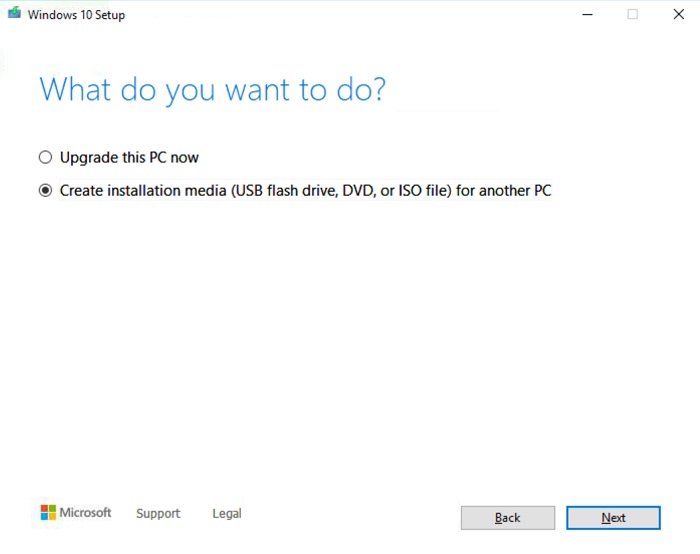 Windows 10 Setup
What do you want to do?
Upgrade this PC now
Create installation media (USB flash drive, DVD, or ISO file) for another PC
Microsoft Support Legal
Back Next